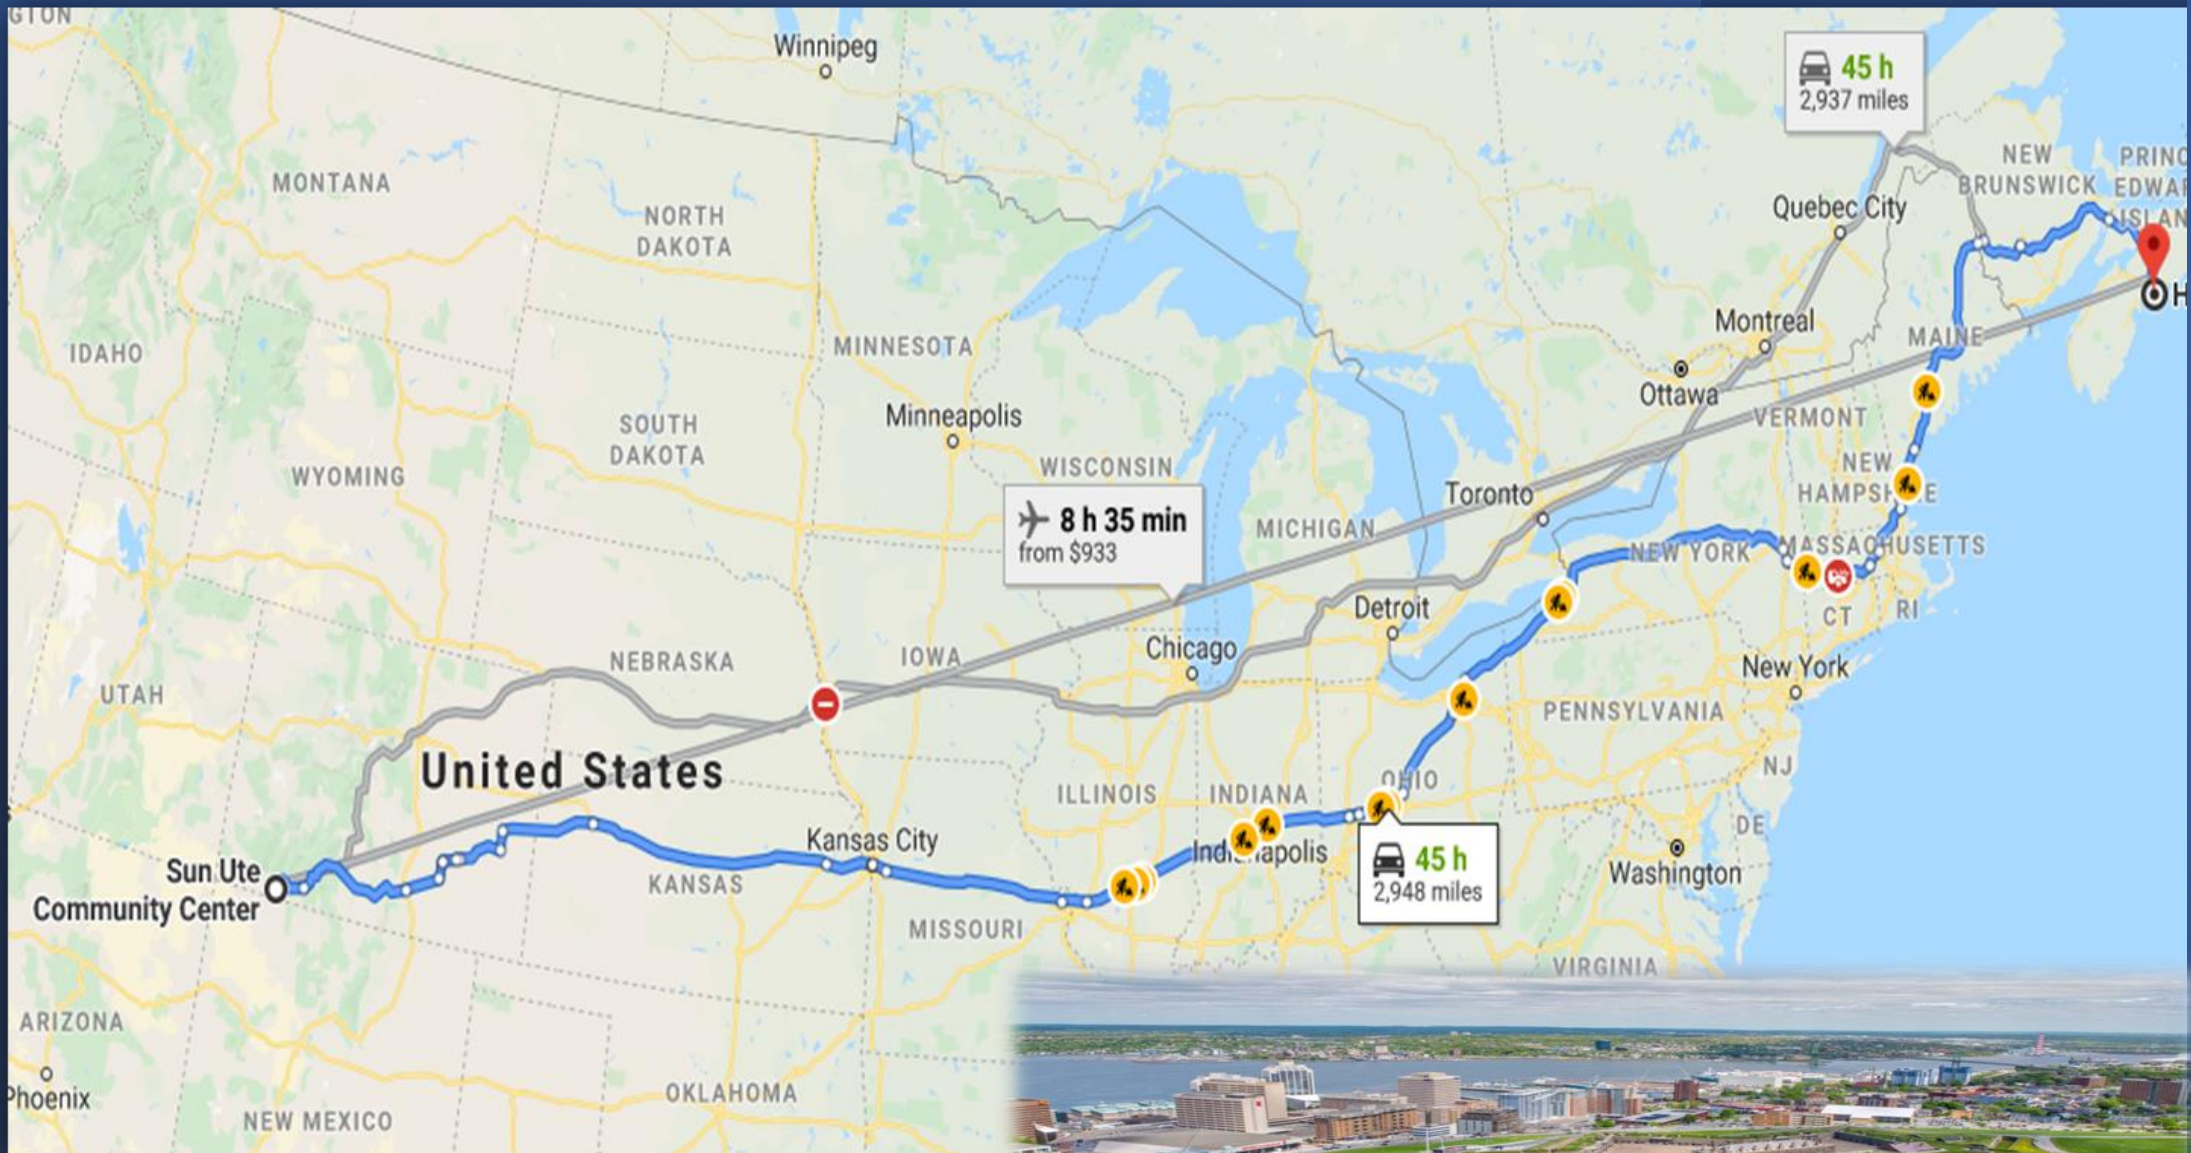 GTON
Winnipeg
45 h
2,937 miles
MONTANA
NORTH
DAKOTA
Quebec City
NEW
BRUNSWICK
PRINC
EDWA
ISLAN
IDAHO
MINNESOTA
Montreal
MAINE
H
Ottawa
VERMONT
SOUTH
DAKOTA
Minneapolis
WYOMING
WISCONSIN
NEW
HAMPSHIRE
8 h 35 min
from $933
MICHIGAN
Toronto
NEW YORK
MASSACHUSETTS
Detroit
CT
RI
NEBRASKA
IOWA
Chicago
New York
UTAH
PENNSYLVANIA
United States
NJ
ILLINOIS
INDIANA
OHIO
DE
Kansas City
Indianapolis
Sun Ute
Community Center
KANSAS
45 h
2,948 miles
Washington
MISSOURI
VIRGINIA
ARIZONA
Phoenix
OKLAHOMA
NEW MEXICO